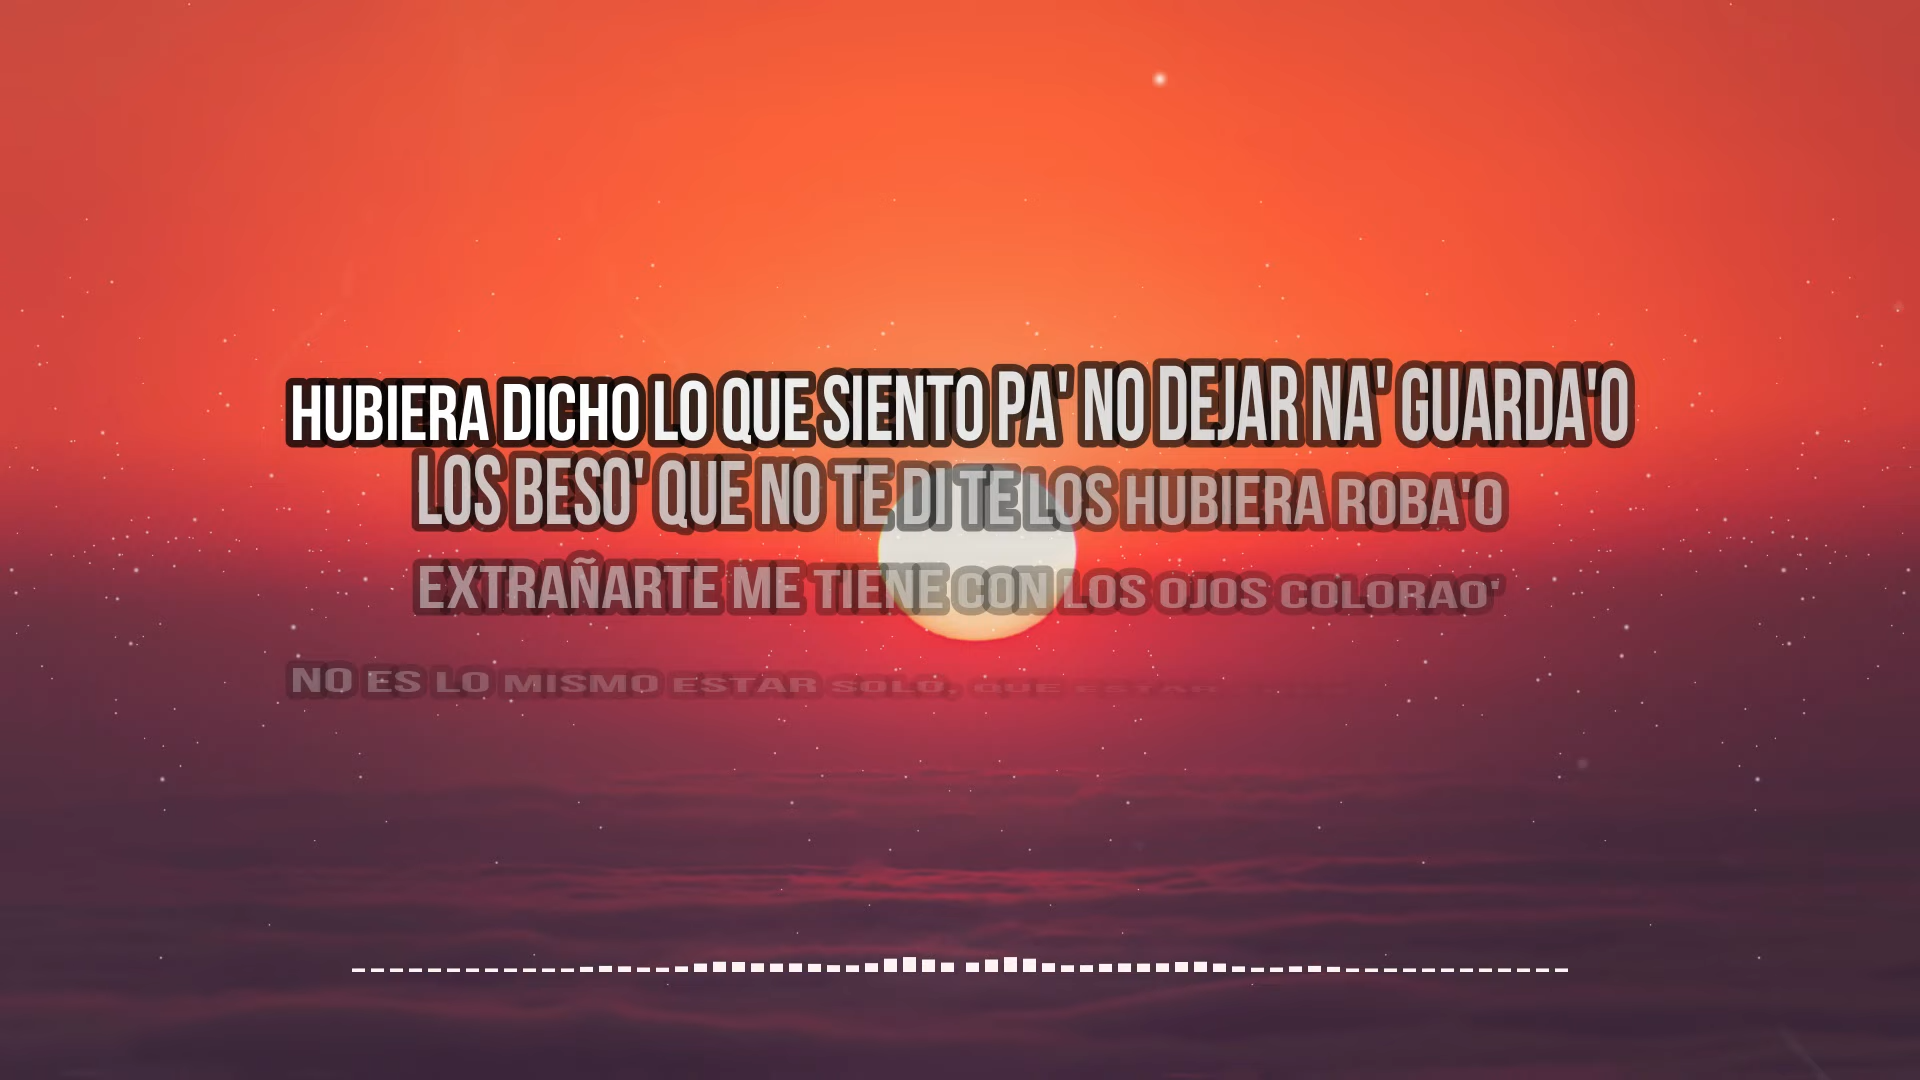 HUBIERA DICHO LO QUE SIENTO PA' NO DEJAR NA' GUARDA'O
LOS BESO' QUE NO TE DI TE LOS HUBIERA ROBA'O
EXTRAÑARTE ME TIENE CON LOS OJOS COLORAO'
NO ES LO MISMO ESTAR SOLO, QUE ESTAR